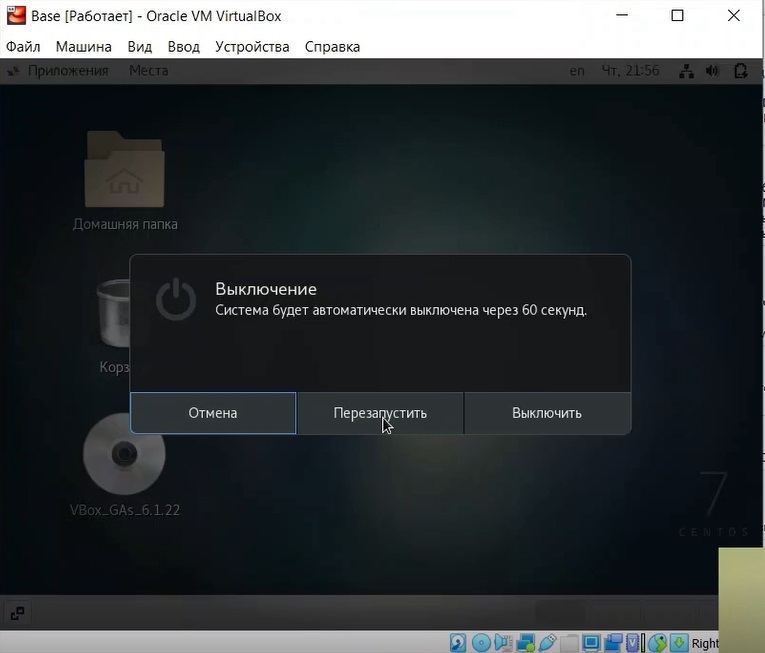 Base [Работает] - Oracle VM VirtualBox
Файл Машина Вид Ввод Устройства Справка
Приложения Места en Чт, 21:56
Домашняя папка
Выключение
Система будет автоматически выключена через 60 секунд.
Корз
Отмена Перезапустить Выключить
VBox_GAs_6.1.22
7
CENTOS
Right